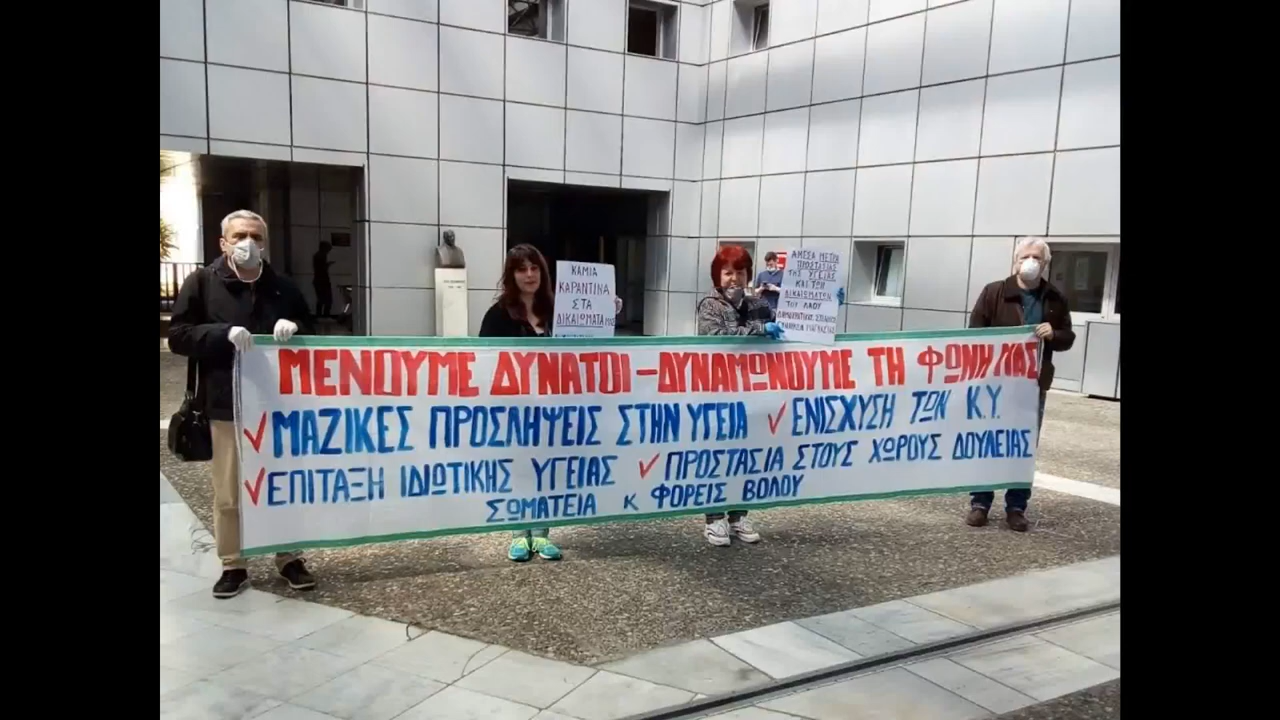 ΚΑΜΙΑ
ΚΑΡΑΝΤΙΝΑ
ΣΤΑ
ΔΙΚΑΙΩΜΑΤΑ ΜΑΣ
ΑΜΕΣΑ ΜΕΤΡΑ
ΠΡΟΣΤΑΣΙΑΣ
ΤΗΣ ΥΓΕΙΑΣ
ΚΑΙ ΤΩΝ
ΔΙΚΑΙΩΜΑΤΩΝ
ΤΟΥ ΛΑΟΥ
ΜΕΝΟΥΜΕ ΔΥΝΑΤΟΙ - ΔΥΝΑΜΩΝΟΥΜΕ ΤΗ ΦΩΝΗ ΜΑΣ
✓ ΜΑΖΙΚΕΣ ΠΡΟΣΛΗΨΕΙΣ ΣΤΗΝ ΥΓΕΙΑ ✓ ΕΝΙΣΧΥΣΗ ΤΩΝ Κ.Υ.
✓ ΕΠΙΤΑΞΗ ΙΔΙΩΤΙΚΗΣ ΥΓΕΙΑΣ ✓ ΠΡΟΣΤΑΣΙΑ ΣΤΟΥΣ ΧΩΡΟΥΣ ΔΟΥΛΕΙΑΣ
ΣΩΜΑΤΕΙΑ Κ ΦΟΡΕΙΣ ΒΟΛΟΥ